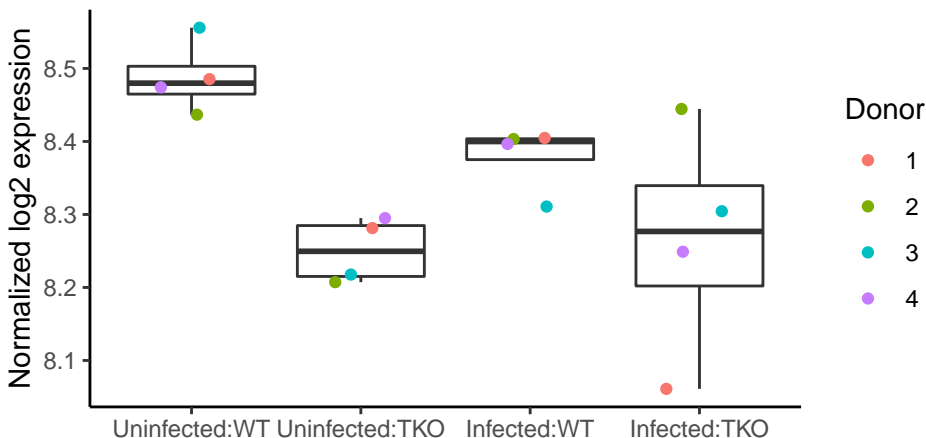 Normalized log2 expression
8.5
8.4
8.3
8.2
8.1
Uninfected:WT
Uninfected:TKO
Infected:WT
Infected:TKO
Donor
1
2
3
4